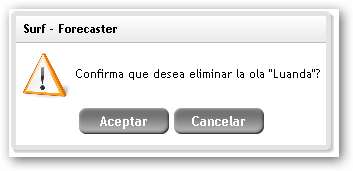 Surf - Forecaster
Confirma que desea eliminar la ola "Luanda"?
Aceptar Cancelar